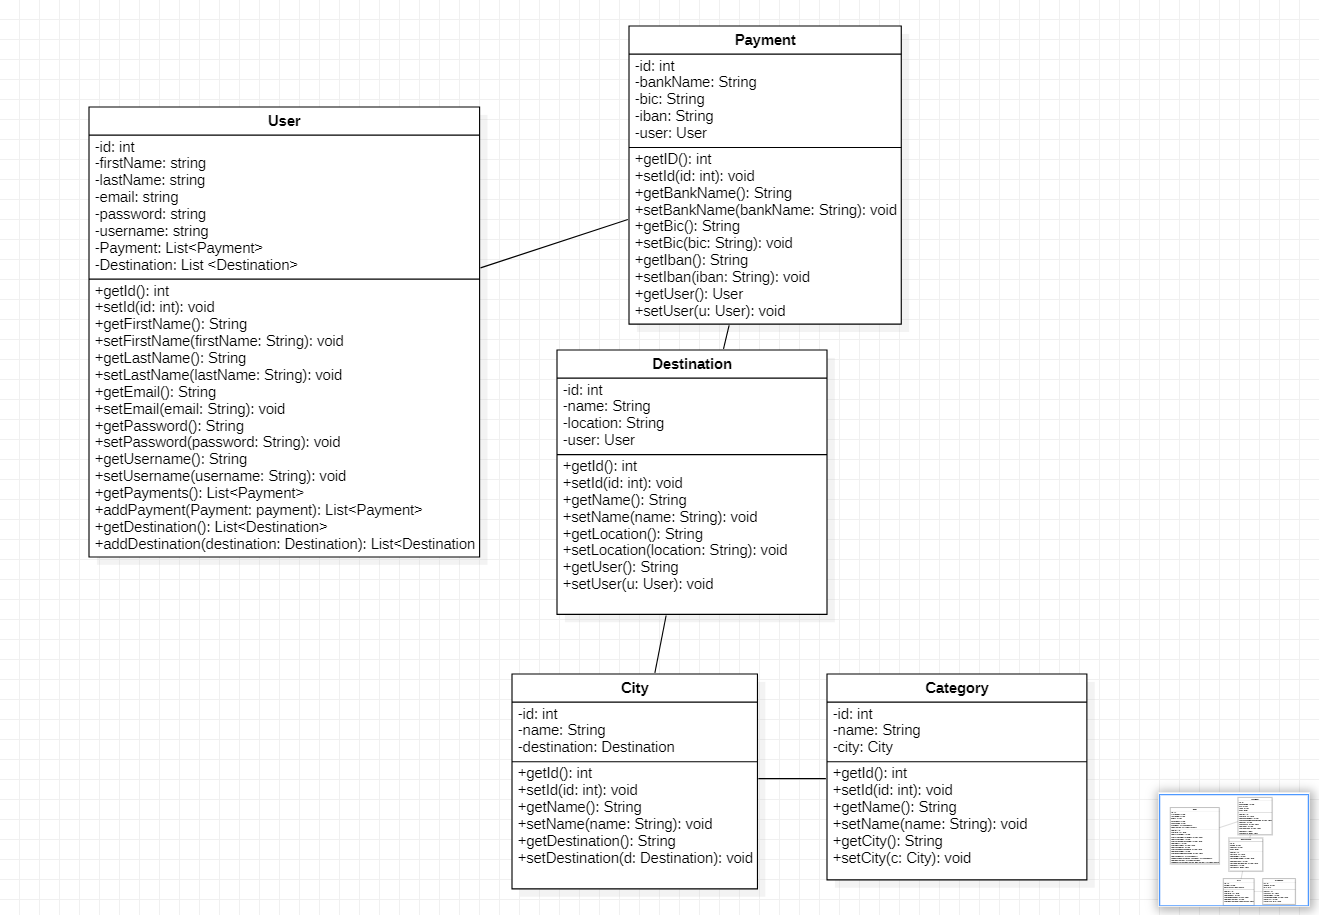 Payment
-id: int
-bankName: String
-bic: String
-iban: String
-user: User
+getID(): int
+setId(id: int): void
+getBankName(): String
+setBankName(bankName: String): void
+getBic(): String
+setBic(bic: String): void
+getIban(): String
+setIban(iban: String): void
+getUser(): User
+setUser(u: User): void
User
-id: int
-firstName: string
-lastName: string
-email: string
-password: string
-username: string
-Payment: List<Payment>
-Destination: List <Destination>
+getId(): int
+setId(id: int): void
+getFirstName(): String
+setFirstName(firstName: String): void
+getLastName(): String
+setLastName(lastName: String): void
+getEmail(): String
+setEmail(email: String): void
+getPassword(): String
+setPassword(password: String): void
+getUsername(): String
+setUsername(username: String): void
+getPayments(): List<Payment>
+addPayment(Payment: payment): List<Payment>
+getDestination(): List<Destination>
+addDestination(destination: Destination): List<Destination
Destination
-id: int
-name: String
-location: String
-user: User
+getId(): int
+setId(id: int): void
+getName(): String
+setName(name: String): void
+getLocation(): String
+setLocation(location: String): void
+getUser(): String
+setUser(u: User): void
City
-id: int
-name: String
-destination: Destination
+getId(): int
+setId(id: int): void
+getName(): String
+setName(name: String): void
+getDestination(): String
+setDestination(d: Destination): void
Category
-id: int
-name: String
-city: City
+getId(): int
+setId(id: int): void
+getName(): String
+setName(name: String): void
+getCity(): String
+setCity(c: City): void